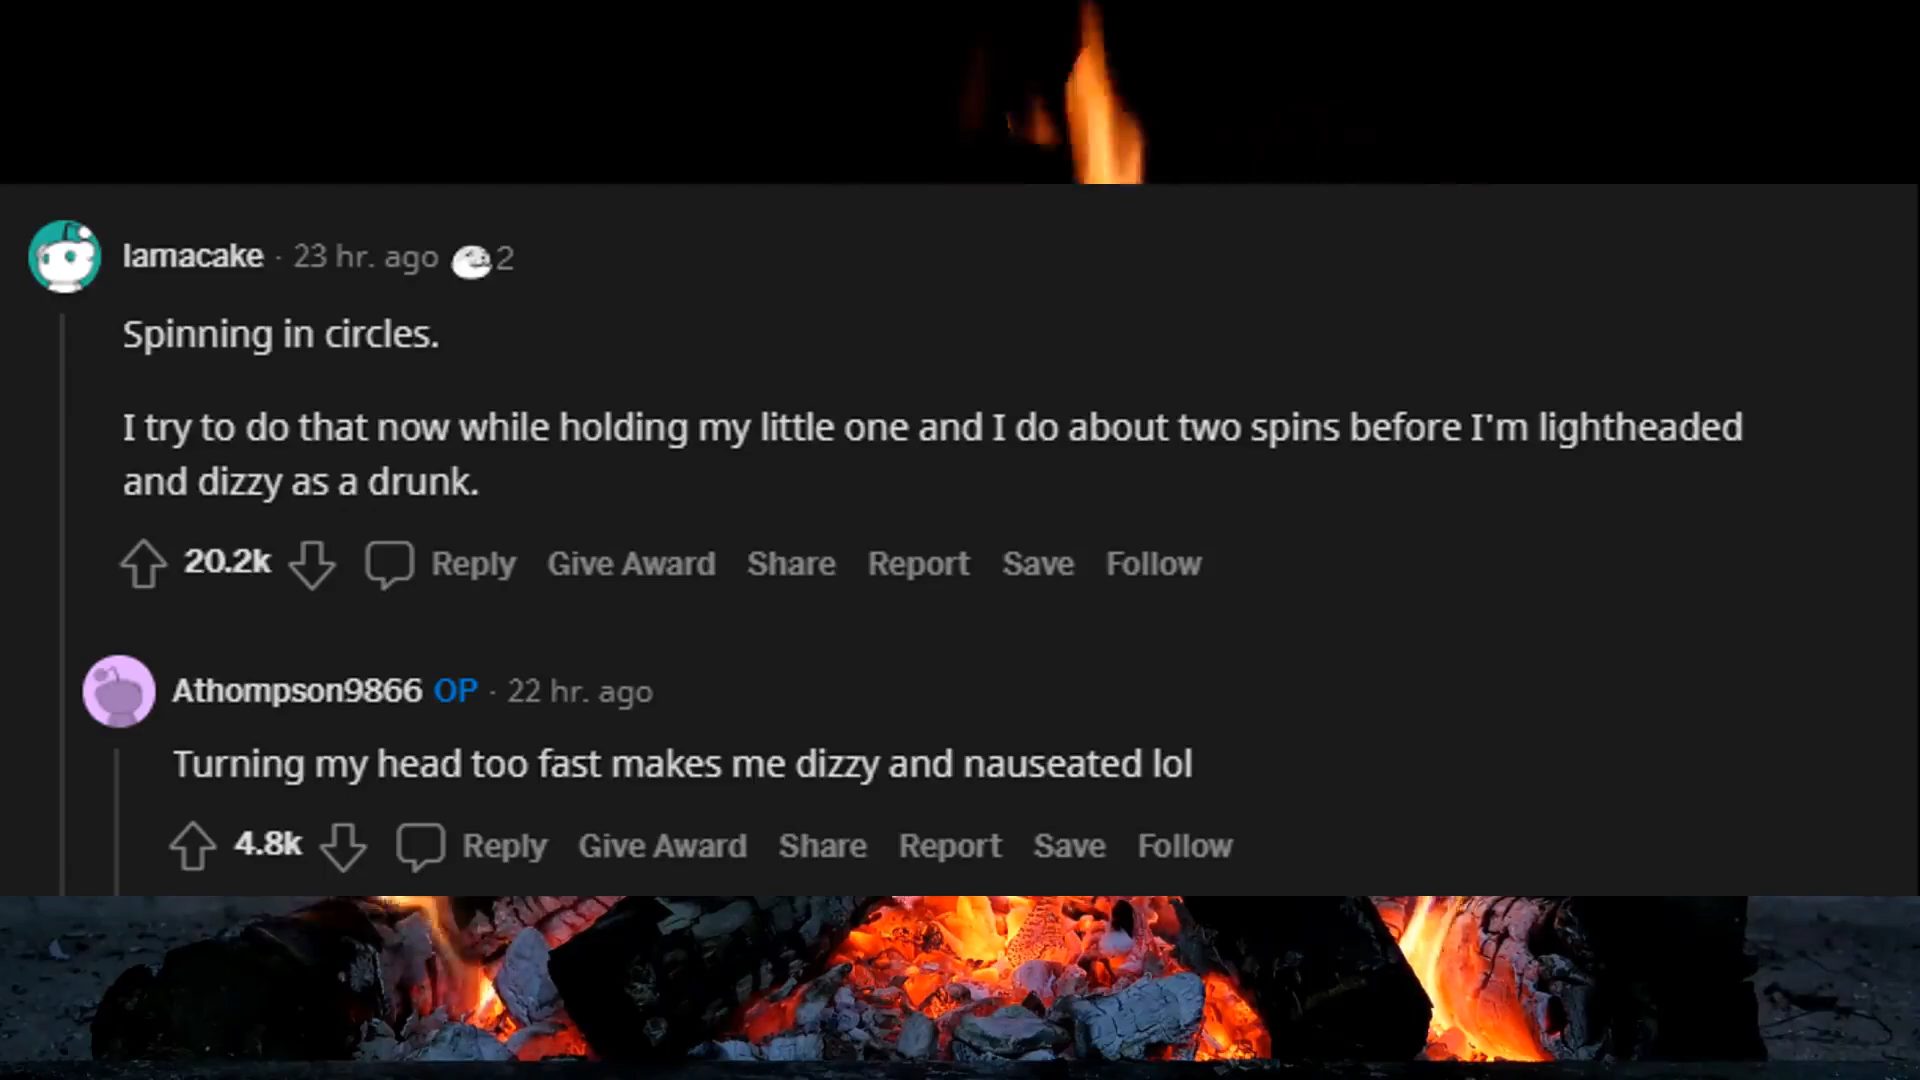 Iamacake · 23 hr. ago 2
Spinning in circles.
I try to do that now while holding my little one and I do about two spins before I'm lightheaded
and dizzy as a drunk.
20.2k Reply Give Award Share Report Save Follow
Athompson9866 OP · 22 hr. ago
Turning my head too fast makes me dizzy and nauseated lol
4.8k Reply Give Award Share Report Save Follow